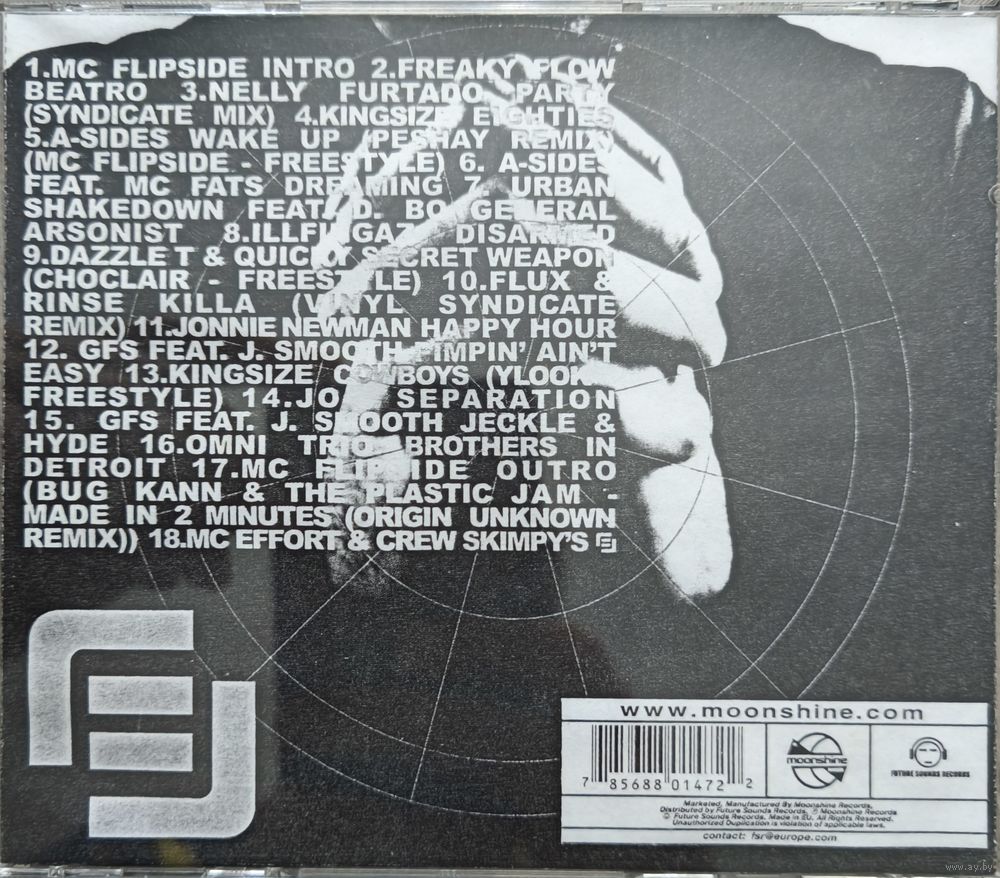 1.MC FLIPSIDE INTRO 2.FREAKY FLOW
BEATRO 3.NELLY FURTADO PARTY
(SYNDICATE MIX) 4.KINGSIZE EIGHTIES
5.A-SIDES WAKE UP (PESHAY REMIX)
(MC FLIPSIDE - FREESTYLE) 6. A-SIDES
FEAT. MC FATS DREAMING 7. URBAN
SHAKEDOWN FEAT. D. BO GENERAL
ARSONIST 8.ILLFINGAZ DISARMED
9.DAZZLE T & QUICKY SECRET WEAPON
(CHOCLAIR - FREESTYLE) 10.FLUX &
RINSE KILLA (VINYL SYNDICATE
REMIX) 11.JONNIE NEWMAN HAPPY HOUR
12. GFS FEAT. J. SMOOTH PIMPIN' AIN'T
EASY 13.KINGSIZE COWBOYS (YLOOK -
FREESTYLE) 14. SEPARATION
15. GFS FEAT. J. SMOOTH JECKLE &
HYDE 16.OMNI TRIO BROTHERS IN
DETROIT 17.MC FLIPSIDE OUTRO
(BUG KANN & THE PLASTIC JAM -
MADE IN 2 MINUTES (ORIGIN UNKNOWN
REMIX)) 18.MC EFFORT & CREW SKIMPY'S
www.moonshine.com
7 85688 01472 2
moonshine
FUTURE SOUNDS RECORDS
Marketed, Manufactured By Moonshine Records,
Distributed by Future Sounds Records, ℗ Moonshine Records
© Future Sounds Records. Made in EU. All Rights Reserved.
Unauthorized Duplication is violation of applicable laws.
contact: fsr@europe.com
www.ay.by